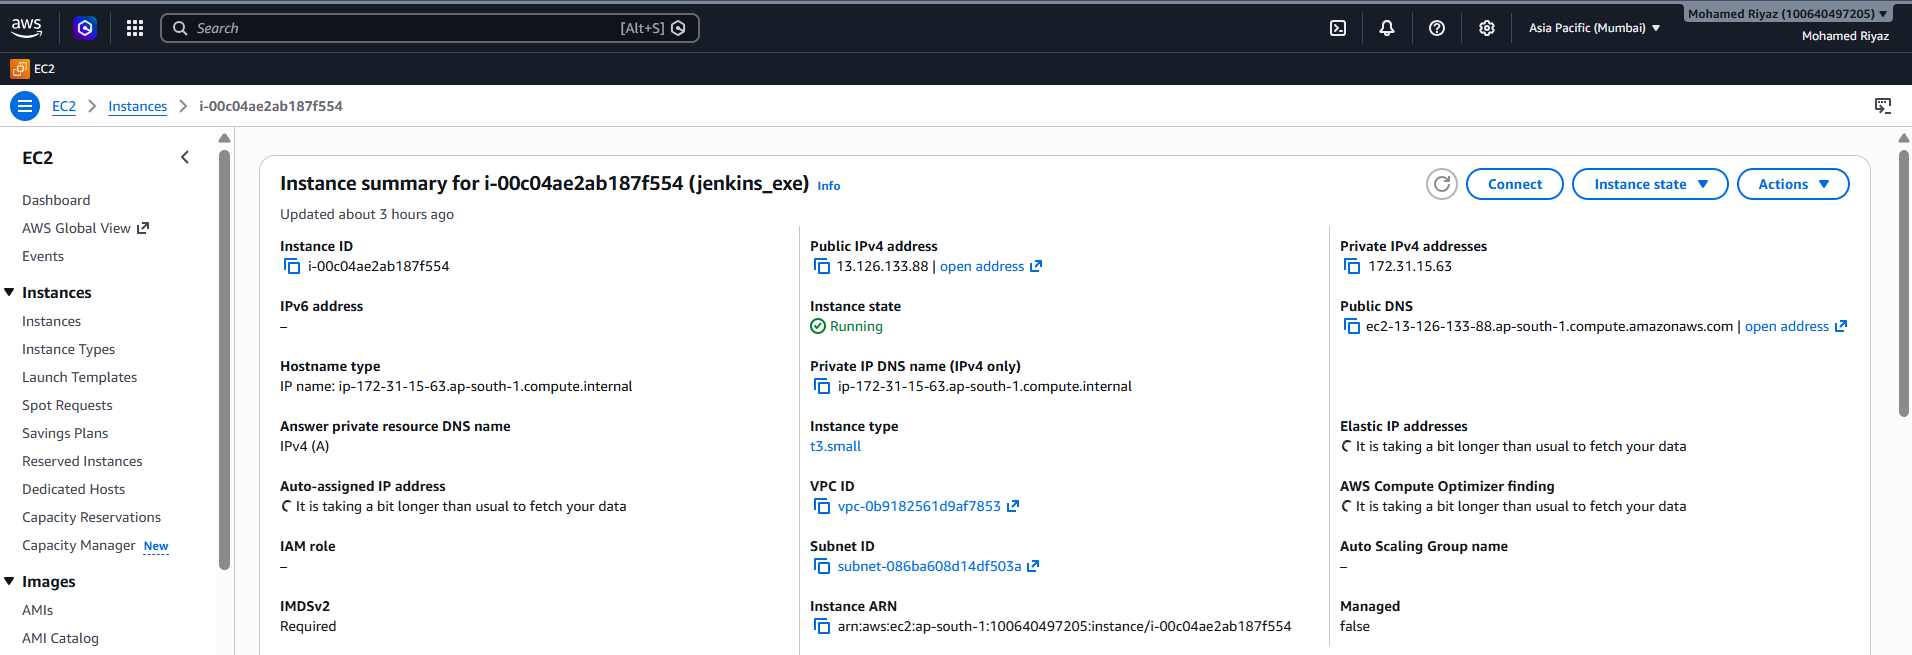 aws
Search [Alt+S]
Asia Pacific (Mumbai)
Mohamed Riyaz (100640497205)
Mohamed Riyaz
EC2
EC2 Instances i-00c04ae2ab187f554
EC2
Dashboard
AWS Global View
Events
Instances
Instances
Instance Types
Launch Templates
Spot Requests
Savings Plans
Reserved Instances
Dedicated Hosts
Capacity Reservations
Capacity Manager New
Images
AMIs
AMI Catalog
Instance summary for i-00c04ae2ab187f554 (jenkins_exe) Info
Updated about 3 hours ago
Connect
Instance state
Actions
Instance ID
i-00c04ae2ab187f554
Public IPv4 address
13.126.133.88 | open address
Private IPv4 addresses
172.31.15.63
IPv6 address
–
Instance state
Running
Public DNS
ec2-13-126-133-88.ap-south-1.compute.amazonaws.com | open address
Hostname type
IP name: ip-172-31-15-63.ap-south-1.compute.internal
Private IP DNS name (IPv4 only)
ip-172-31-15-63.ap-south-1.compute.internal
Answer private resource DNS name
IPv4 (A)
Instance type
t3.small
Elastic IP addresses
It is taking a bit longer than usual to fetch your data
Auto-assigned IP address
It is taking a bit longer than usual to fetch your data
VPC ID
vpc-0b9182561d9af7853
AWS Compute Optimizer finding
It is taking a bit longer than usual to fetch your data
IAM role
–
Subnet ID
subnet-086ba608d14df503a
Auto Scaling Group name
–
IMDSv2
Required
Instance ARN
arn:aws:ec2:ap-south-1:100640497205:instance/i-00c04ae2ab187f554
Managed
false